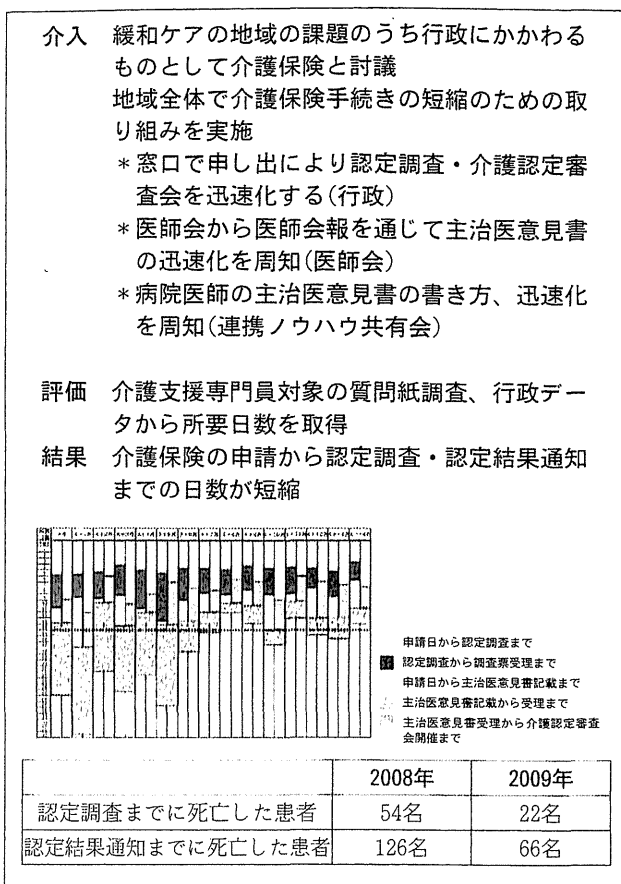 介入 緩和ケアの地域の課題のうち行政にかかわる
ものとして介護保険と討議
地域全体で介護保険手続きの短縮のための取
り組みを実施
＊窓口で申し出により認定調査・介護認定審
査会を迅速化する(行政)
＊医師会から医師会報を通じて主治医意見書
の迅速化を周知(医師会)
＊病院医師の主治医意見書の書き方、迅速化
を周知(連携ノウハウ共有会)
評価 介護支援専門員対象の質問紙調査、行政デー
タから所要日数を取得
結果 介護保険の申請から認定調査・認定結果通知
までの日数が短縮
申請日から認定調査まで
認定調査から調査票受理まで
申請日から主治医意見書記載まで
主治医意見書記載から受理まで
主治医意見書受理から介護認定審査
会開催まで
2008年 2009年
認定調査までに死亡した患者 54名 22名
認定結果通知までに死亡した患者 126名 66名